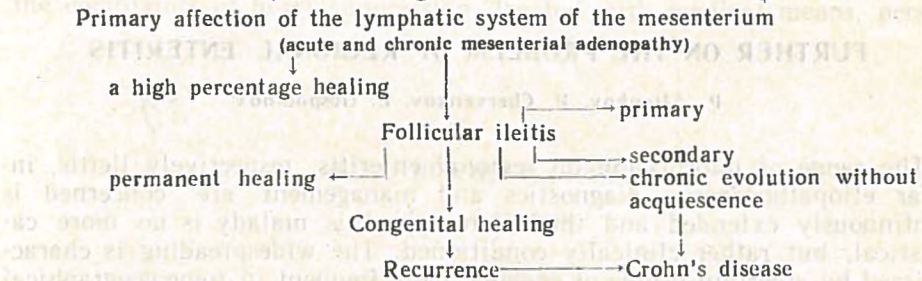 Primary affection of the lymphatic system of the mesenterium
(acute and chronic mesenterial adenopathy)
a high percentage healing
primary
Follicular ileitis
secondary
permanent healing
chronic evolution without
acquiescence
Congenital healing
Recurrence
Crohn's disease